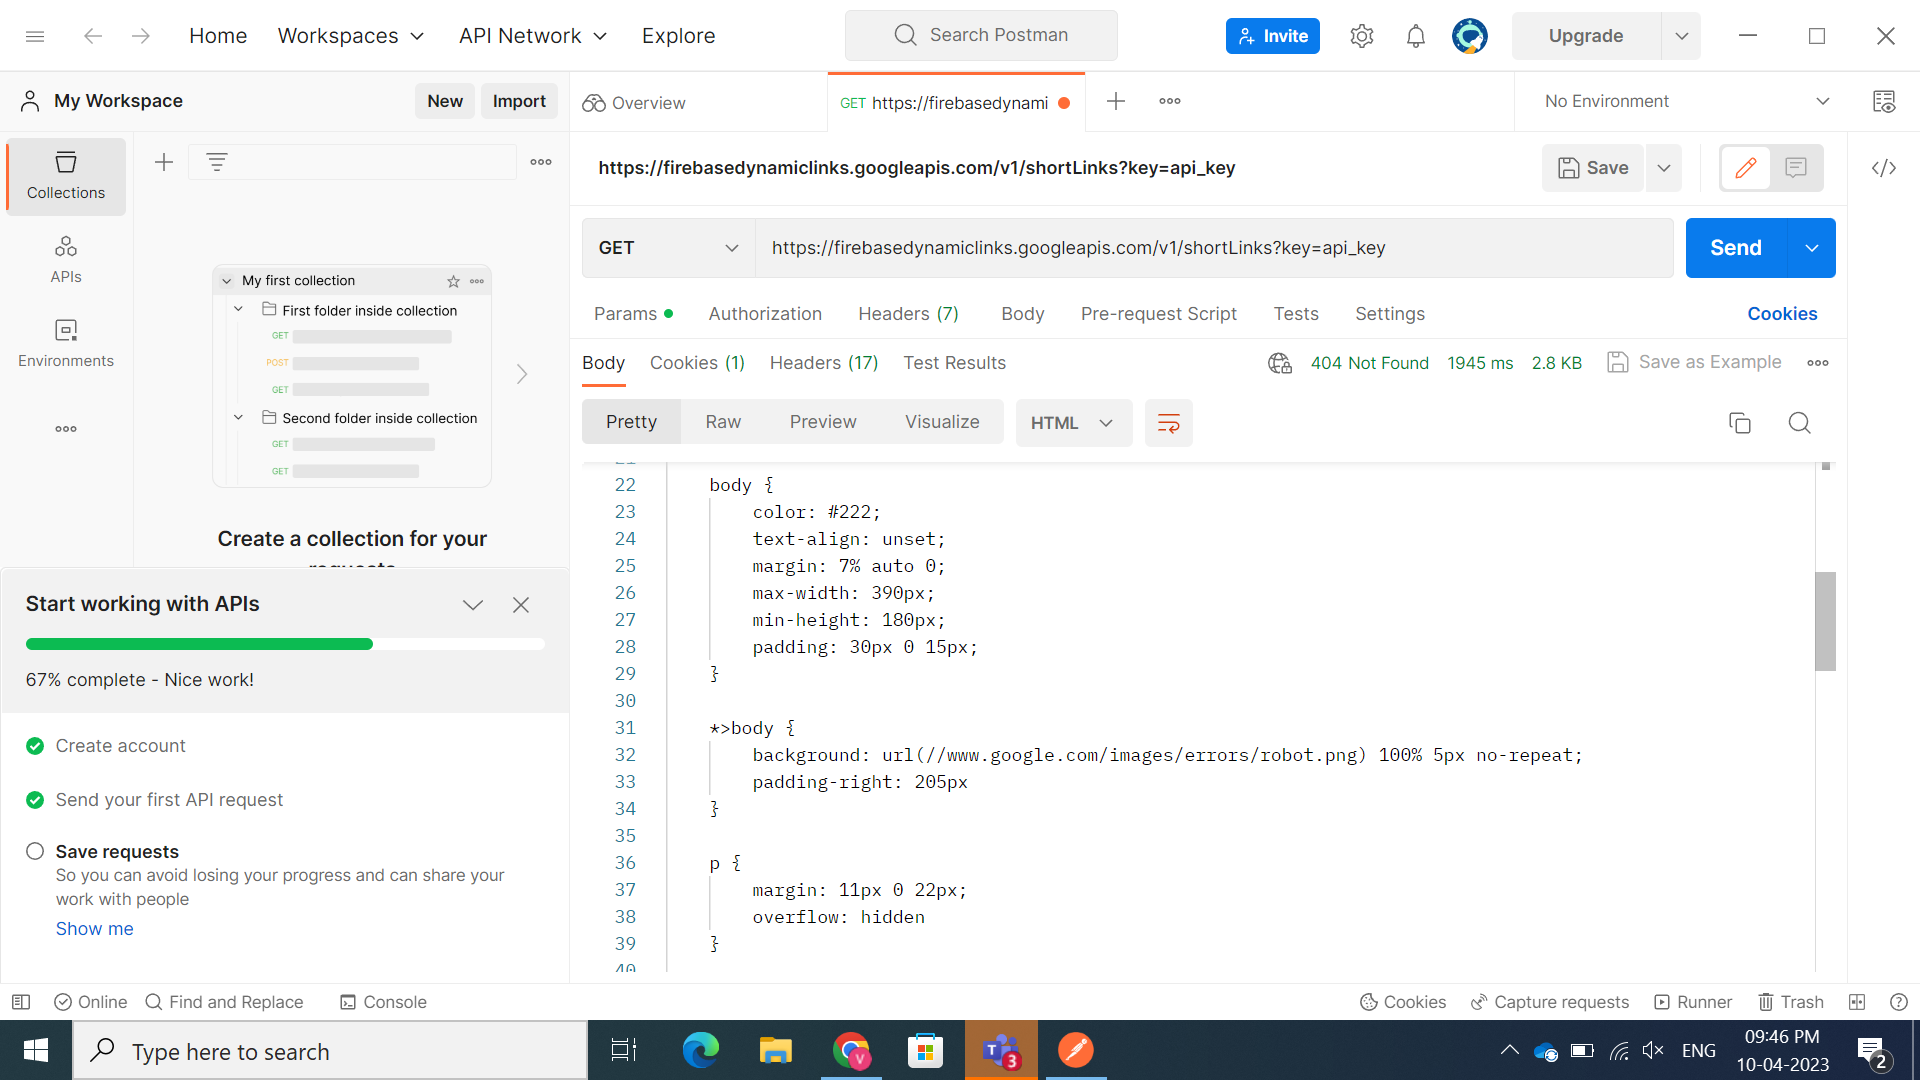 Home
Workspaces
API Network
Explore
Search Postman
Invite
Upgrade
My Workspace
New
Import
Overview
GET https://firebasedynami
No Environment
Collections
APIs
Environments
My first collection
First folder inside collection
GET
POST
GET
Second folder inside collection
GET
GET
Create a collection for your
requests
Start working with APIs
67% complete - Nice work!
Create account
Send your first API request
Save requests
So you can avoid losing your progress and can share your
work with people
Show me
https://firebasedynamiclinks.googleapis.com/v1/shortLinks?key=api_key
Save
GET
https://firebasedynamiclinks.googleapis.com/v1/shortLinks?key=api_key
Send
Params
Authorization
Headers (7)
Body
Pre-request Script
Tests
Settings
Cookies
Body
Cookies (1)
Headers (17)
Test Results
404 Not Found
1945 ms
2.8 KB
Save as Example
Pretty
Raw
Preview
Visualize
HTML
21
22 body {
23 color: #222;
24 text-align: unset;
25 margin: 7% auto 0;
26 max-width: 390px;
27 min-height: 180px;
28 padding: 30px 0 15px;
29 }
30
31 *>body {
32 background: url(//www.google.com/images/errors/robot.png) 100% 5px no-repeat;
33 padding-right: 205px
34 }
35
36 p {
37 margin: 11px 0 22px;
38 overflow: hidden
39 }
40
Online
Find and Replace
Console
Cookies
Capture requests
Runner
Trash
Type here to search
V
3
ENG
09:46 PM
10-04-2023
2